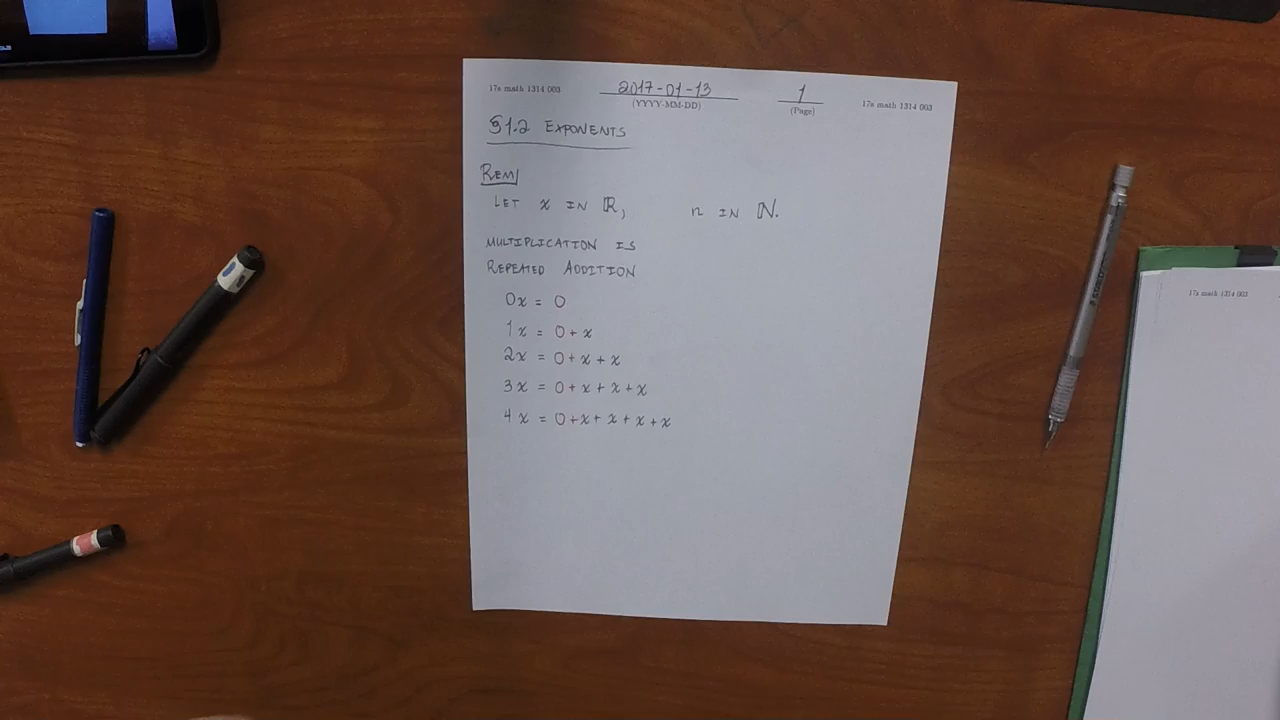 17s math 1314 003 2017-01-13 1 17s math 1314 003
(YYYY-MM-DD) (Page)
§1.2 EXPONENTS
REM
LET x IN ℝ, n IN ℕ.
MULTIPLICATION IS
REPEATED ADDITION
0x = 0
1x = 0 + x
2x = 0 + x + x
3x = 0 + x + x + x
4x = 0 + x + x + x + x
17s math 1314 003